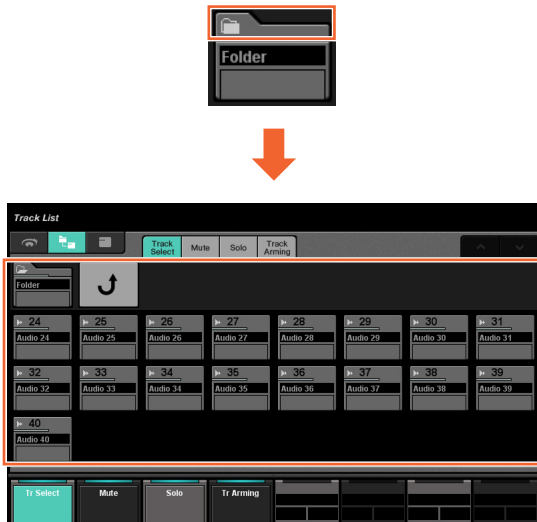 Folder
Track List
Track Select Mute Solo Track Arming
Folder
24 25 26 27 28 29 30 31
Audio 24 Audio 25 Audio 26 Audio 27 Audio 28 Audio 29 Audio 30 Audio 31
32 33 34 35 36 37 38 39
Audio 32 Audio 33 Audio 34 Audio 35 Audio 36 Audio 37 Audio 38 Audio 39
40
Audio 40
Tr Select Mute Solo Tr Arming